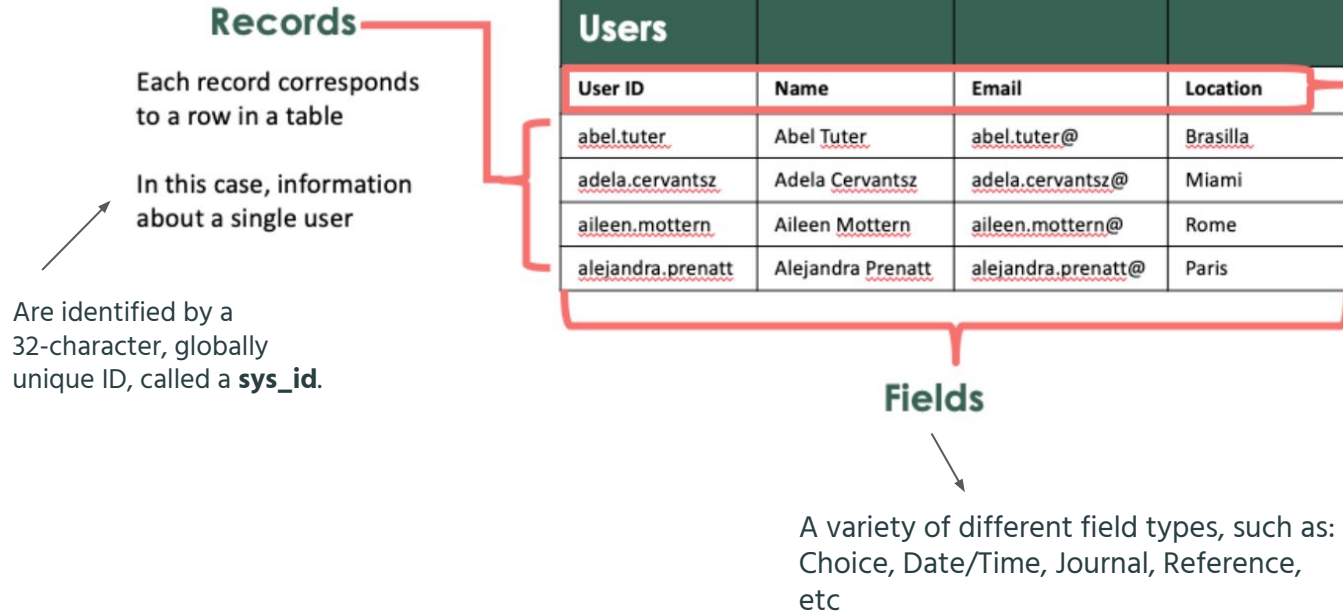 Records
Each record corresponds
to a row in a table
In this case, information
about a single user
Are identified by a
32-character, globally
unique ID, called a sys_id.
Users
User ID Name Email Location
abel.tuter Abel Tuter abel.tuter@ Brasilla
adela.cervantsz Adela Cervantsz adela.cervantsz@ Miami
aileen.mottern Aileen Mottern aileen.mottern@ Rome
alejandra.prenatt Alejandra Prenatt alejandra.prenatt@ Paris
Fields
A variety of different field types, such as:
Choice, Date/Time, Journal, Reference,
etc